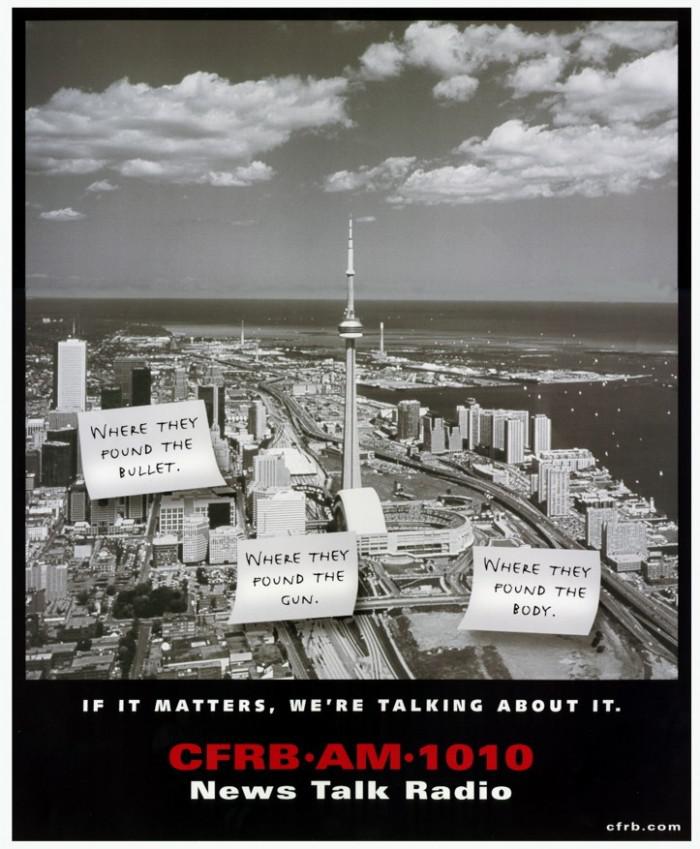 WHERE THEY
FOUND THE
BULLET.
WHERE THEY
FOUND THE
GUN.
WHERE THEY
FOUND THE
BODY.
IF IT MATTERS, WE'RE TALKING ABOUT IT.
CFRB·AM·1010
News Talk Radio
cfrb.com